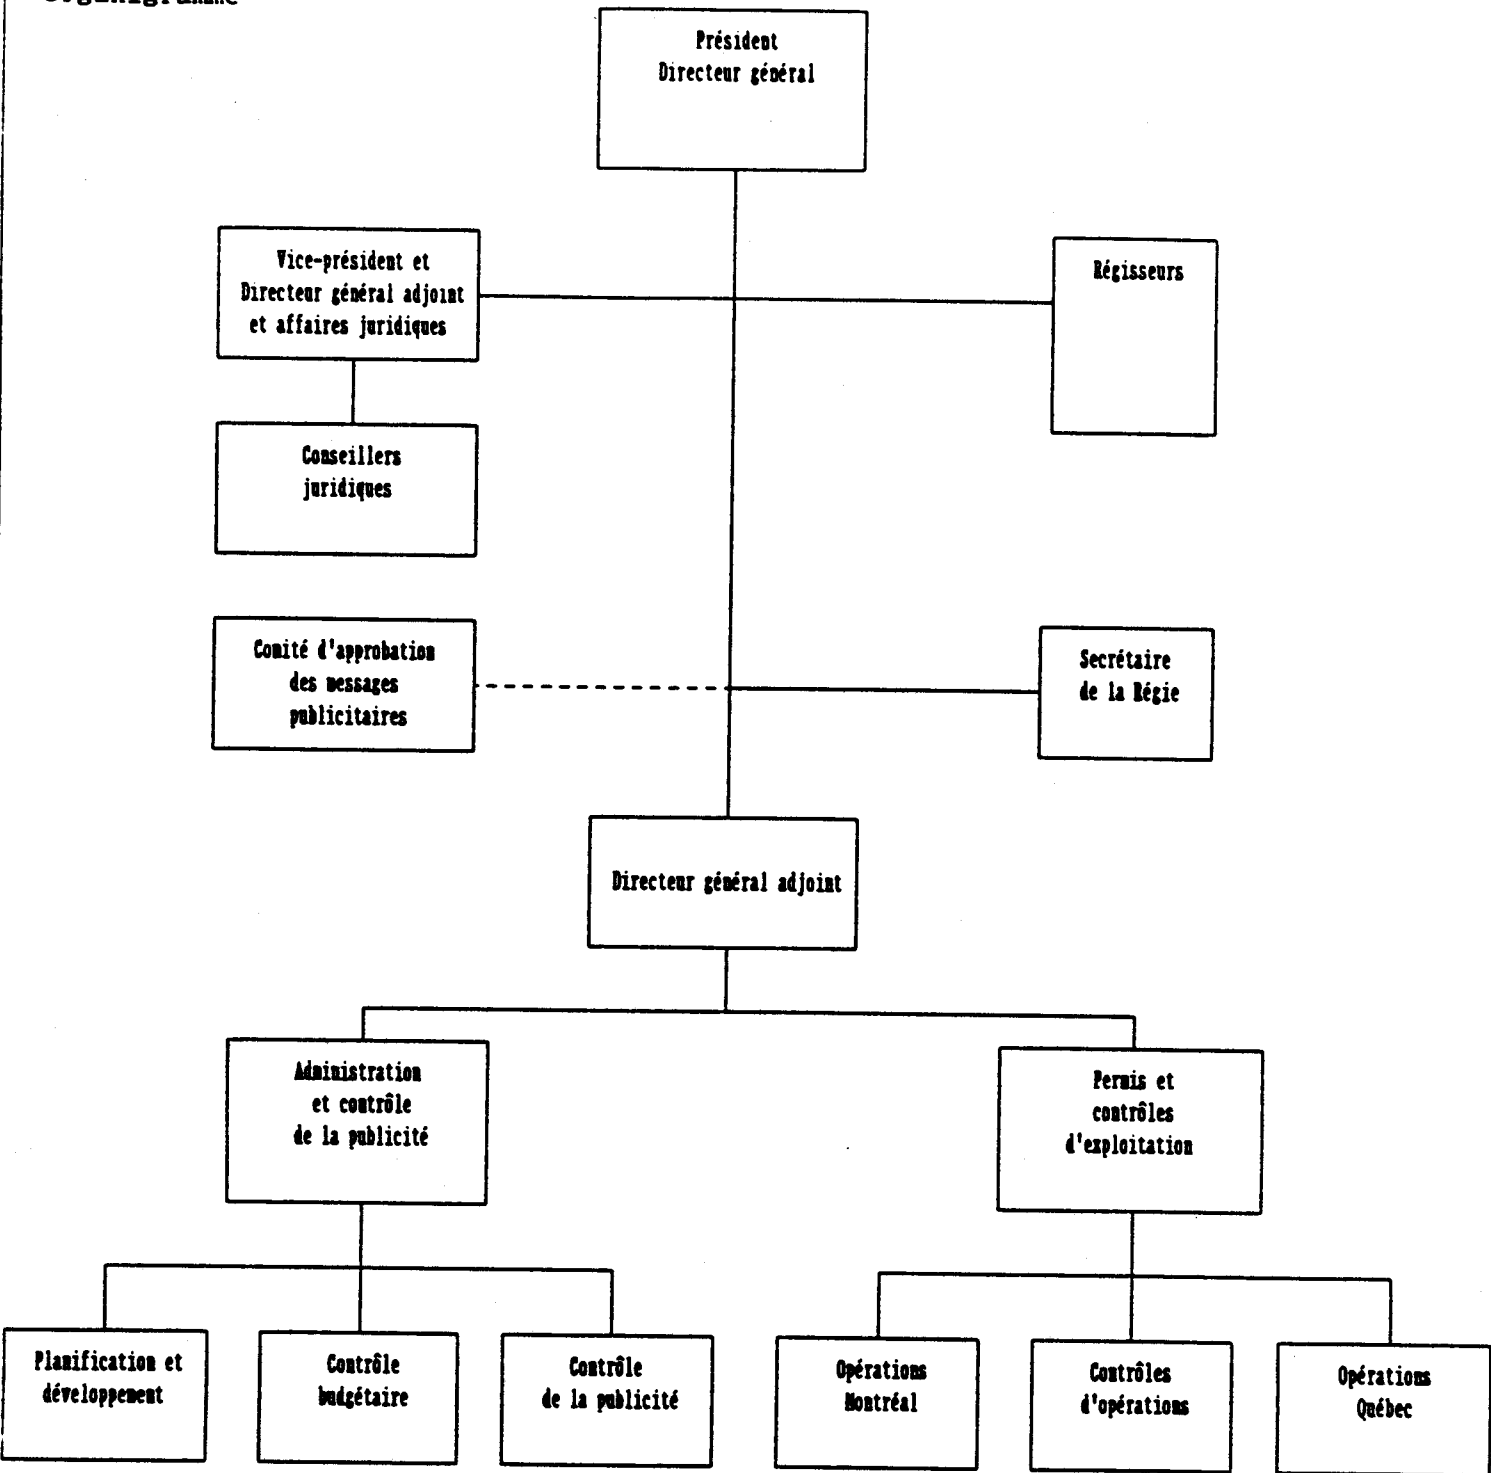 Organigramme
Président
Directeur général
Vice-président et
Directeur général adjoint
et affaires juridiques
Régisseurs
Conseillers
juridiques
Comité d'approbation
des messages
publicitaires
Secrétaire
de la Régie
Directeur général adjoint
Administration
et contrôle
de la publicité
Permis et
contrôles
d'exploitation
Planification et
développement
Contrôle
budgétaire
Contrôle
de la publicité
Opérations
Montréal
Contrôles
d'opérations
Opérations
Québec